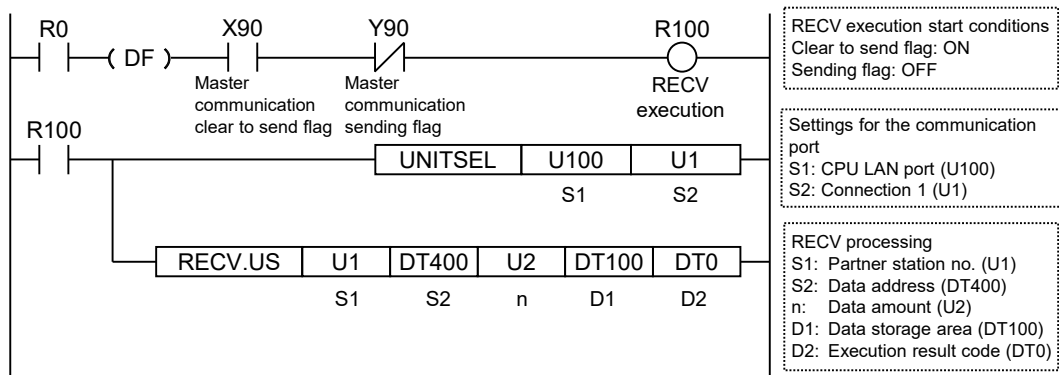 R0 X90 Y90 R100
( DF )
Master
communication
clear to send flag
Master
communication
sending flag
RECV
execution
RECV execution start conditions
Clear to send flag: ON
Sending flag: OFF
R100
UNITSEL U100 U1
S1 S2
Settings for the communication
port
S1: CPU LAN port (U100)
S2: Connection 1 (U1)
RECV.US U1 DT400 U2 DT100 DT0
S1 S2 n D1 D2
RECV processing
S1: Partner station no. (U1)
S2: Data address (DT400)
n: Data amount (U2)
D1: Data storage area (DT100)
D2: Execution result code (DT0)